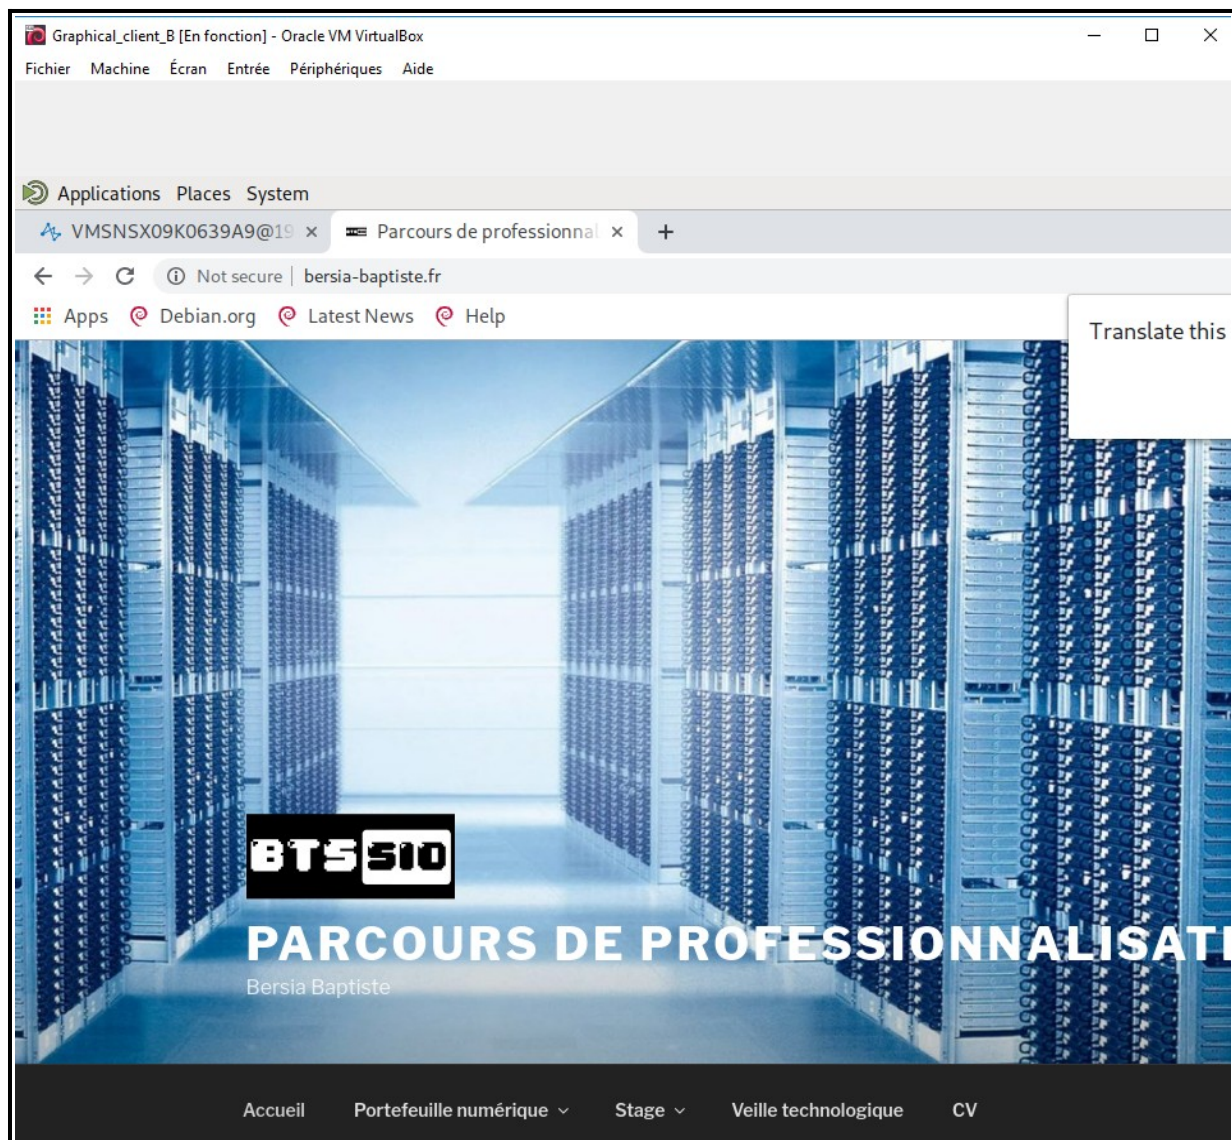 Graphical_client_B [En fonction] - Oracle VM VirtualBox
Fichier Machine Écran Entrée Périphériques Aide
Applications Places System
VMSNSX09K0639A9@19 Parcours de professionnal
Not secure | bersia-baptiste.fr
Apps Debian.org Latest News Help
Translate this
BTS SIO
PARCOURS DE PROFESSIONNALISATI
Bersia Baptiste
Accueil Portefeuille numérique Stage Veille technologique CV